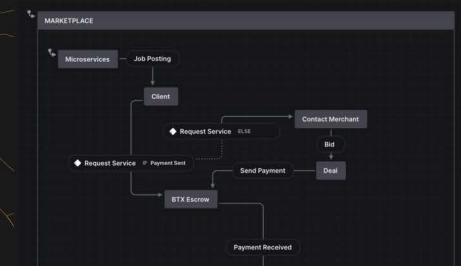 MARKETPLACE
Microservices
Job Posting
Client
Contact Merchant
Request Service ELSE
Bid
Request Service IF Payment Sent
Send Payment
Deal
BTX Escrow
Payment Received